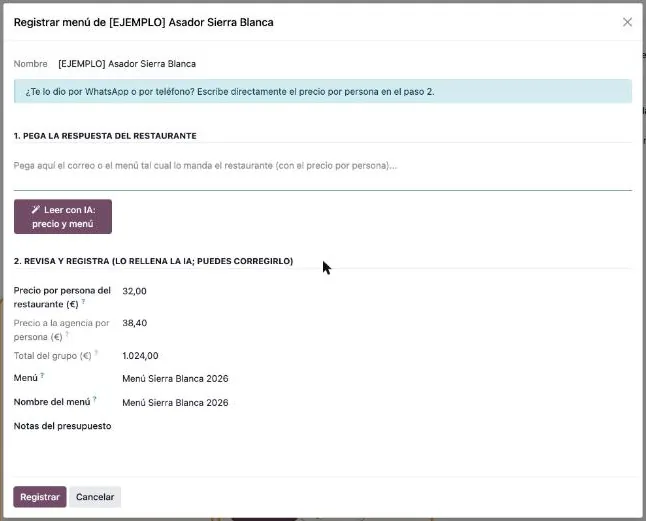 Registrar menú de [EJEMPLO] Asador Sierra Blanca
Nombre [EJEMPLO] Asador Sierra Blanca
¿Te lo dio por WhatsApp o por teléfono? Escribe directamente el precio por persona en el paso 2.
1. PEGA LA RESPUESTA DEL RESTAURANTE
Pega aquí el correo o el menú tal cual lo manda el restaurante (con el precio por persona)...
Leer con IA:
precio y menú
2. REVISA Y REGISTRA (LO RELLENA LA IA; PUEDES CORREGIRLO)
Precio por persona del
restaurante (€) ? 32,00
Precio a la agencia por
persona (€) ? 38,40
Total del grupo (€) ? 1.024,00
Menú ? Menú Sierra Blanca 2026
Nombre del menú ? Menú Sierra Blanca 2026
Notas del presupuesto
Registrar Cancelar